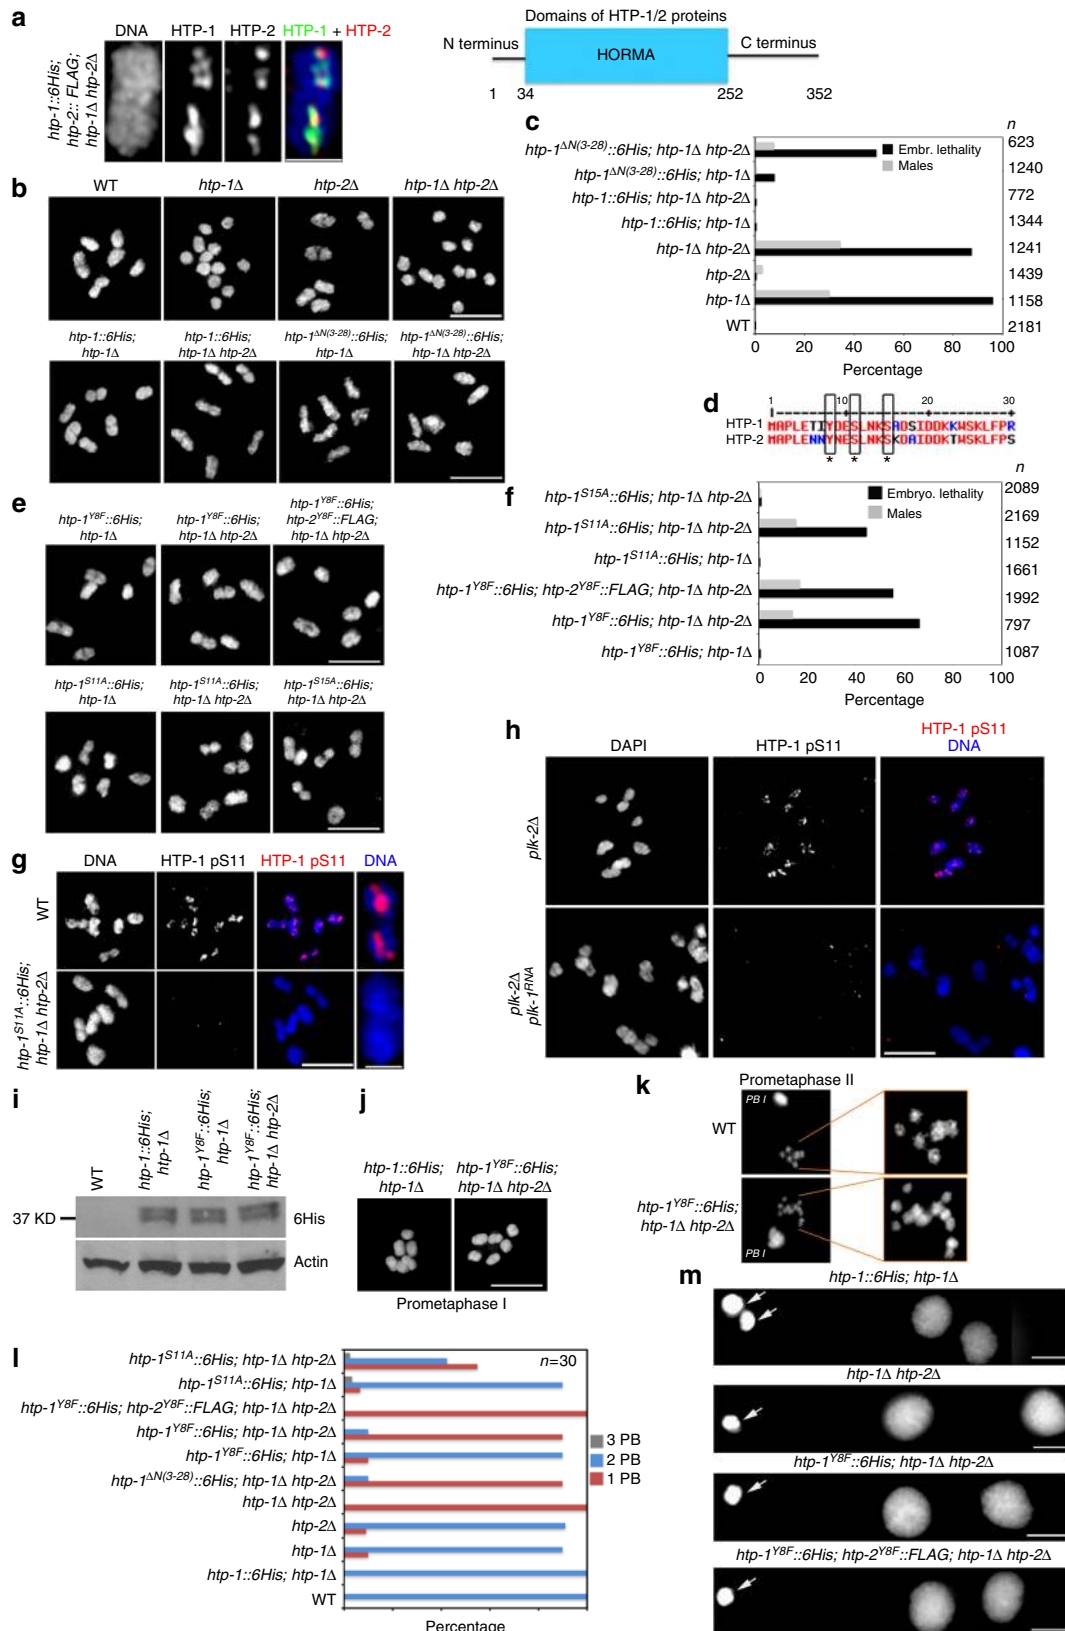 a
DNA HTP-1 HTP-2 HTP-1 + HTP-2
htp-1::6His;
htp-2:: FLAG;
htp-1Δ htp-2Δ
Domains of HTP-1/2 proteins
N terminus HORMA C terminus
1 34 252 352
b
WT htp-1Δ htp-2Δ htp-1Δ htp-2Δ
htp-1::6His;
htp-1Δ
htp-1::6His;
htp-1Δ htp-2Δ
htp-1ΔN(3-28)::6His;
htp-1Δ
htp-1ΔN(3-28)::6His;
htp-1Δ htp-2Δ
c
n
Embr. lethality
Males
htp-1ΔN(3-28)::6His; htp-1Δ htp-2Δ 623
htp-1ΔN(3-28)::6His; htp-1Δ 1240
htp-1::6His; htp-1Δ htp-2Δ 772
htp-1::6His; htp-1Δ 1344
htp-1Δ htp-2Δ 1241
htp-2Δ 1439
htp-1Δ 1158
WT 2181
0 20 40 60 80 100
Percentage
d
1 10 20 30
HTP-1 MAPLETIYDESLNKSADSIDDKKWSKLFPR
HTP-2 MAPLENNYNESLNKSKDAIDDKTWSKLFPS
* * *
e
htp-1Y8F::6His;
htp-1Δ
htp-1Y8F::6His;
htp-1Δ htp-2Δ
htp-1Y8F::6His;
htp-2Y8F::FLAG;
htp-1Δ htp-2Δ
htp-1S11A::6His;
htp-1Δ
htp-1S11A::6His;
htp-1Δ htp-2Δ
htp-1S15A::6His;
htp-1Δ htp-2Δ
f
n
Embryo. lethality
Males
htp-1S15A::6His; htp-1Δ htp-2Δ 2089
htp-1S11A::6His; htp-1Δ htp-2Δ 2169
1152
htp-1S11A::6His; htp-1Δ 1661
htp-1Y8F::6His; htp-2Y8F::FLAG; htp-1Δ htp-2Δ 1992
htp-1Y8F::6His; htp-1Δ htp-2Δ 797
htp-1Y8F::6His; htp-1Δ 1087
0 20 40 60 80 100
Percentage
g
DNA HTP-1 pS11 HTP-1 pS11 DNA
WT
htp-1S11A::6His;
htp-1Δ htp-2Δ
h
DAPI HTP-1 pS11 HTP-1 pS11
DNA
plk-2Δ
plk-2Δ
plk-1RNA
i
WT
htp-1::6His;
htp-1Δ
htp-1Y8F::6His;
htp-1Δ
htp-1Y8F::6His;
htp-1Δ htp-2Δ
37 KD 6His
Actin
j
htp-1::6His;
htp-1Δ
htp-1Y8F::6His;
htp-1Δ htp-2Δ
Prometaphase I
k
Prometaphase II
WT
PB I
htp-1Y8F::6His;
htp-1Δ htp-2Δ
PB I
l
n=30
htp-1S11A::6His; htp-1Δ htp-2Δ
htp-1S11A::6His; htp-1Δ
htp-1Y8F::6His; htp-2Y8F::FLAG; htp-1Δ htp-2Δ
htp-1Y8F::6His; htp-1Δ htp-2Δ
htp-1Y8F::6His; htp-1Δ
htp-1ΔN(3-28)::6His; htp-1Δ htp-2Δ
htp-1Δ htp-2Δ
htp-2Δ
htp-1Δ
htp-1::6His; htp-1Δ
WT
3 PB
2 PB
1 PB
Percentage
m
htp-1::6His; htp-1Δ
htp-1Δ htp-2Δ
htp-1Y8F::6His; htp-1Δ htp-2Δ
htp-1Y8F::6His; htp-2Y8F::FLAG; htp-1Δ htp-2Δ